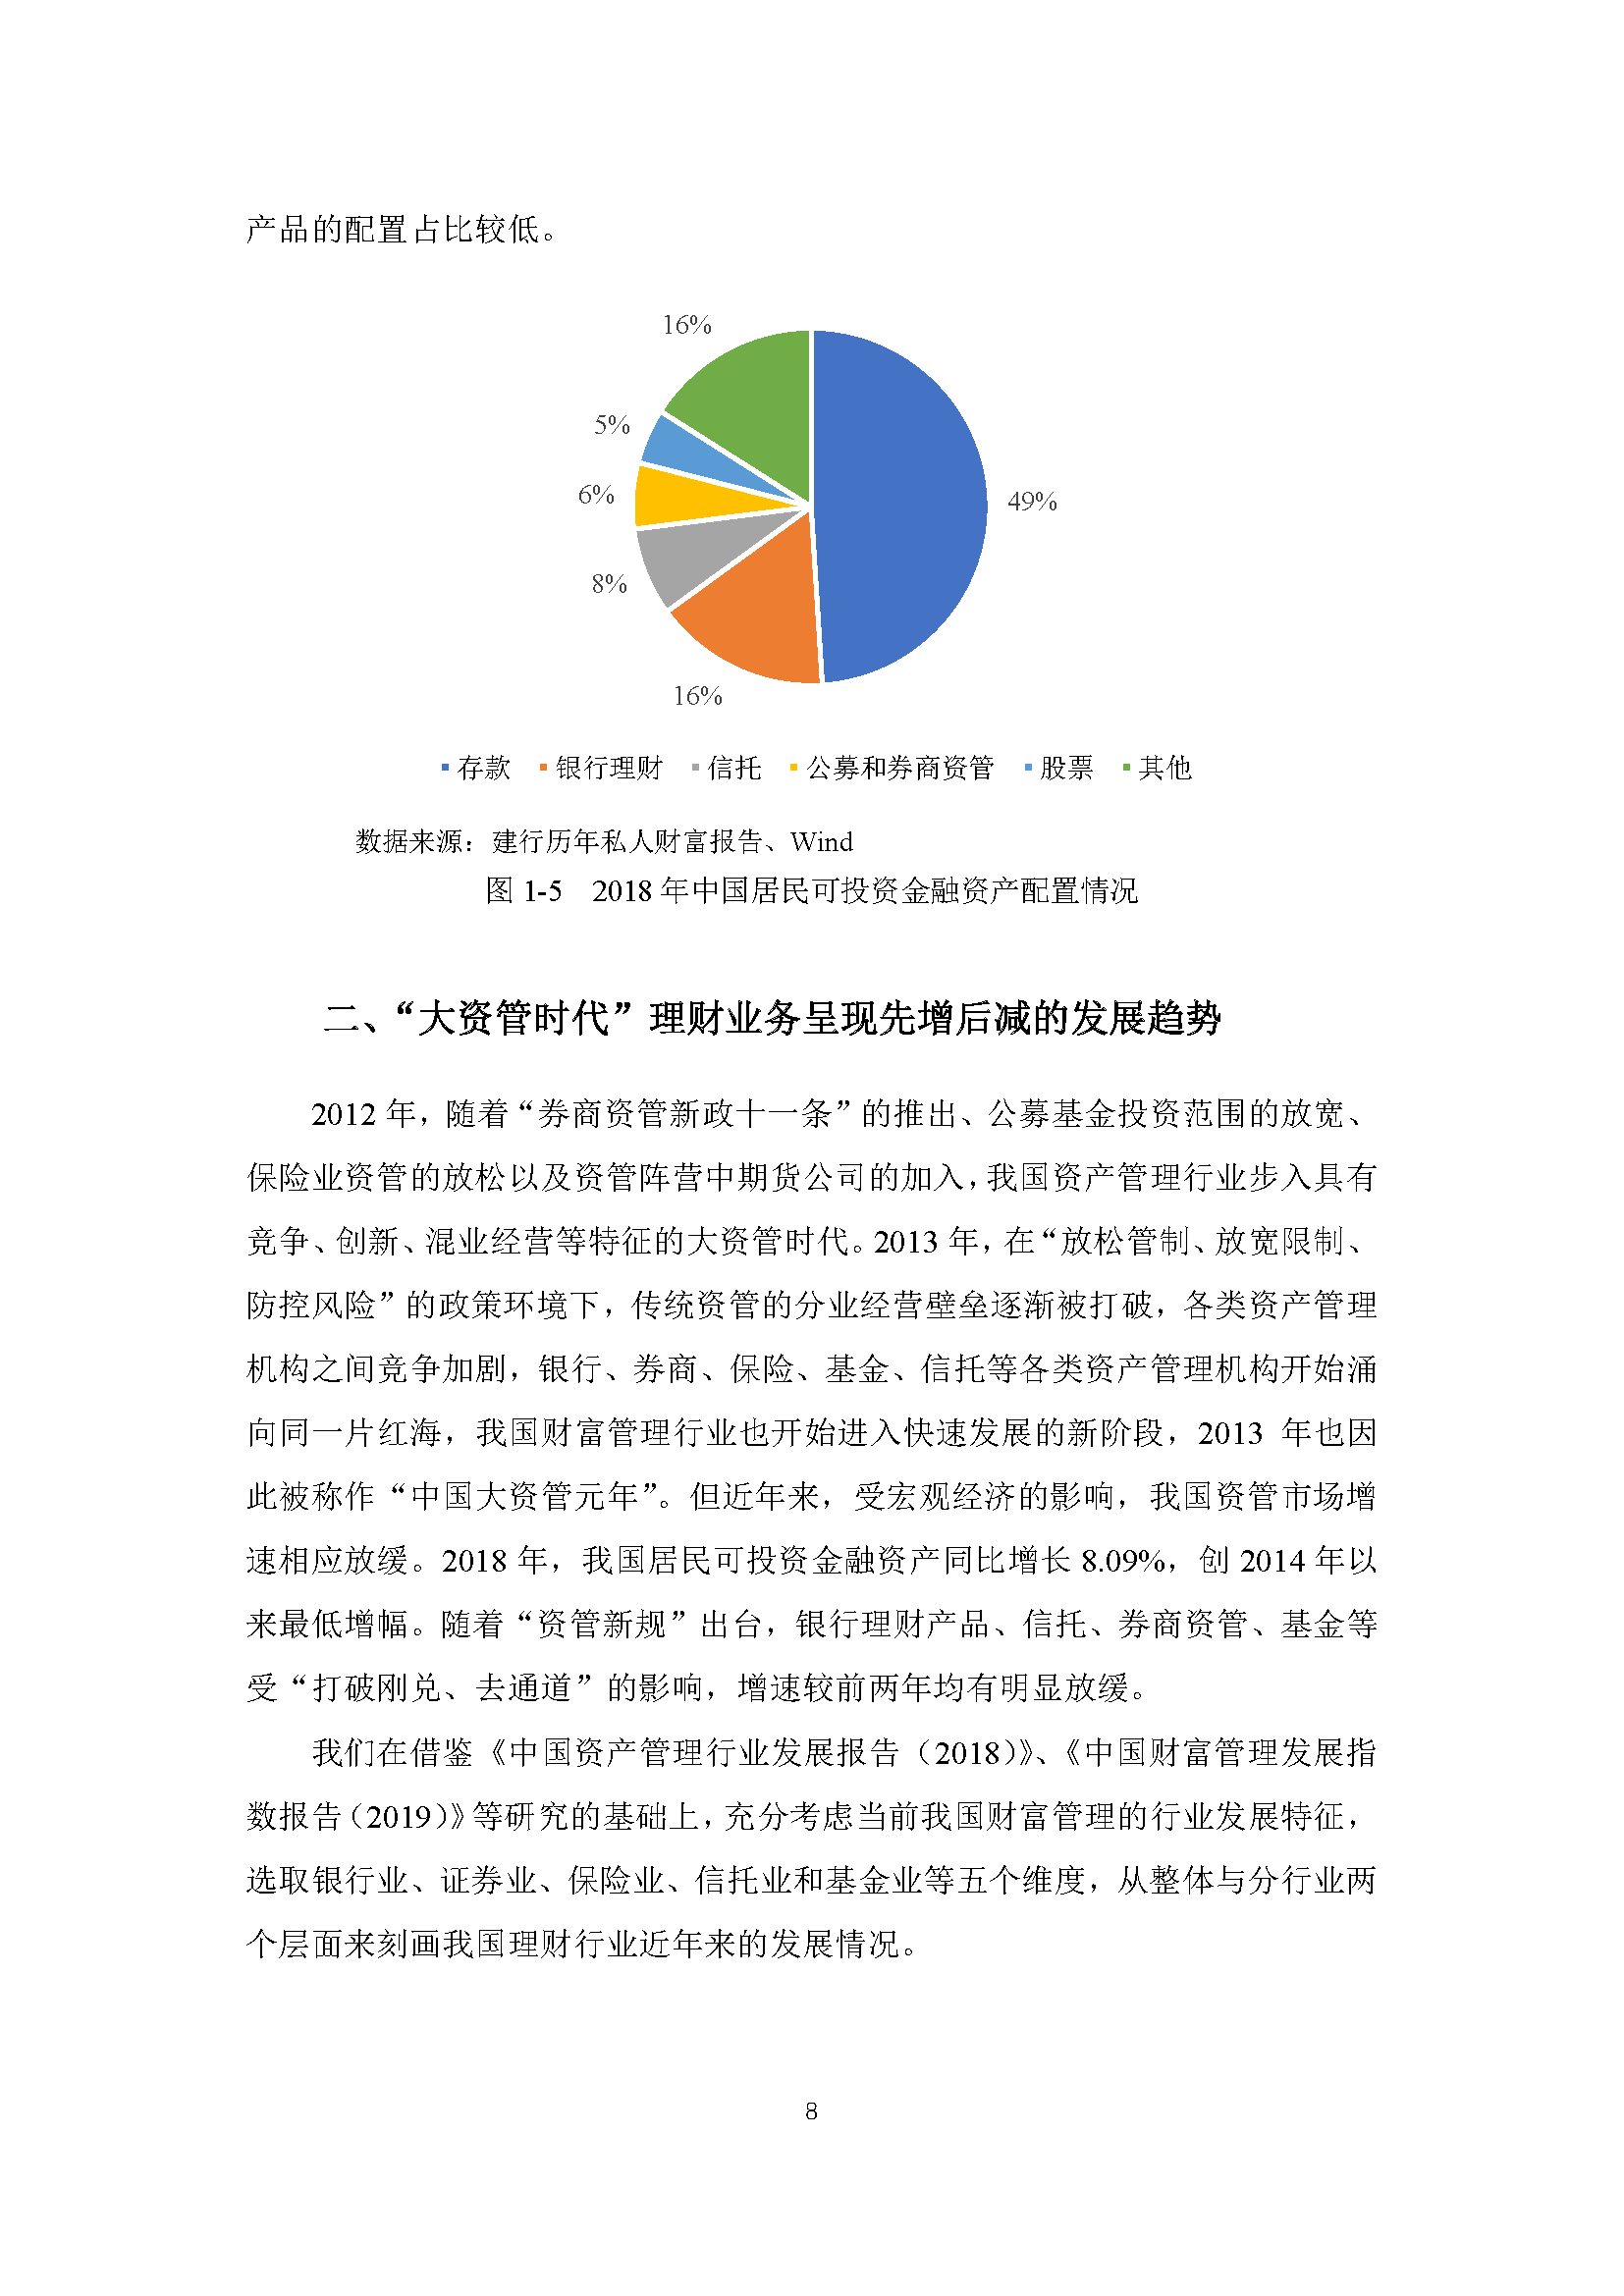 产品的配置占比较低。
16%
5%
6%
49%
8%
16%
存款 银行理财 信托 公募和券商资管 股票 其他
数据来源：建行历年私人财富报告、Wind
图 1-5 2018 年中国居民可投资金融资产配置情况
二、“大资管时代”理财业务呈现先增后减的发展趋势
2012 年，随着“券商资管新政十一条”的推出、公募基金投资范围的放宽、
保险业资管的放松以及资管阵营中期货公司的加入，我国资产管理行业步入具有
竞争、创新、混业经营等特征的大资管时代。2013 年，在“放松管制、放宽限制、
防控风险”的政策环境下，传统资管的分业经营壁垒逐渐被打破，各类资产管理
机构之间竞争加剧，银行、券商、保险、基金、信托等各类资产管理机构开始涌
向同一片红海，我国财富管理行业也开始进入快速发展的新阶段，2013 年也因
此被称作“中国大资管元年”。但近年来，受宏观经济的影响，我国资管市场增
速相应放缓。2018 年，我国居民可投资金融资产同比增长 8.09%，创 2014 年以
来最低增幅。随着“资管新规”出台，银行理财产品、信托、券商资管、基金等
受“打破刚兑、去通道”的影响，增速较前两年均有明显放缓。
我们在借鉴《中国资产管理行业发展报告（2018）》、《中国财富管理发展指
数报告（2019）》等研究的基础上，充分考虑当前我国财富管理的行业发展特征，
选取银行业、证券业、保险业、信托业和基金业等五个维度，从整体与分行业两
个层面来刻画我国理财行业近年来的发展情况。
8